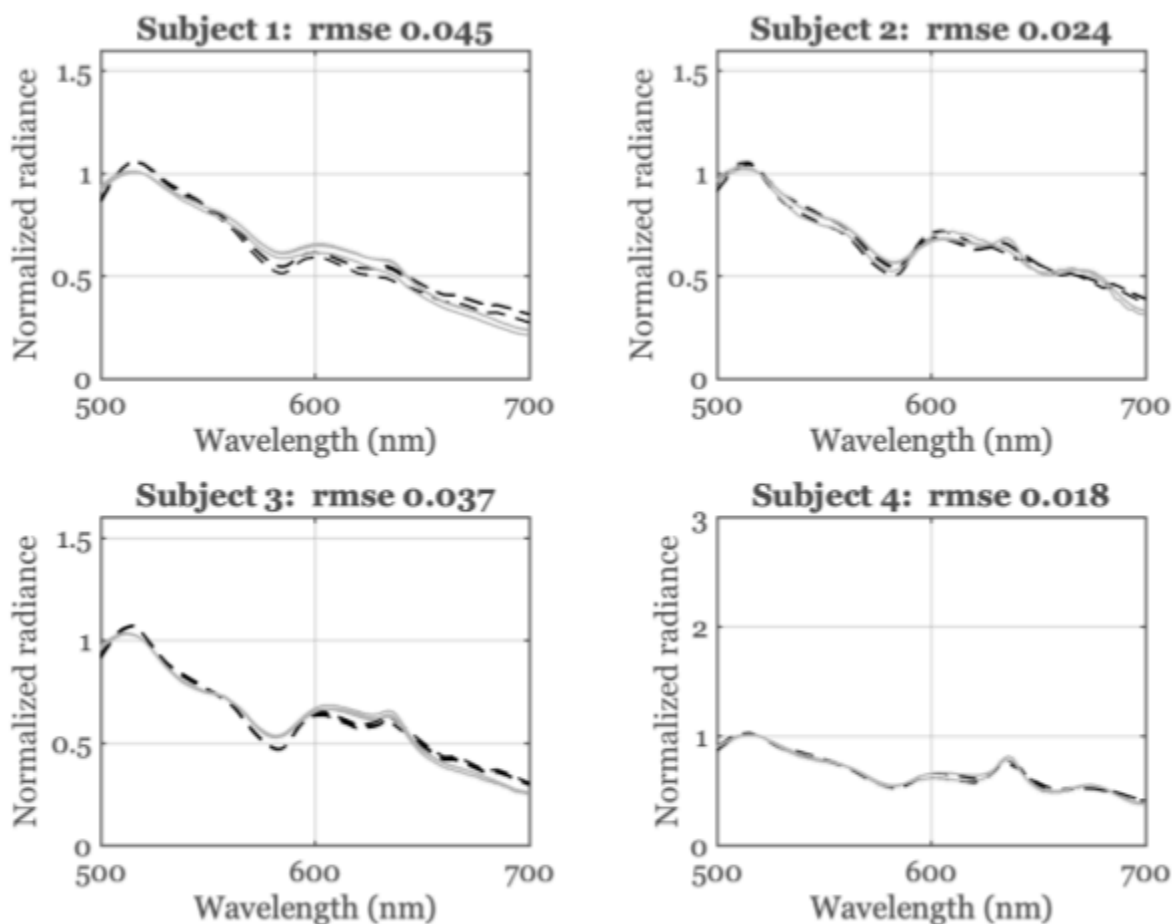 Subject 1: rmse 0.045
Subject 2: rmse 0.024
Normalized radiance
1.5
1
0.5
0
500
600
700
Wavelength (nm)
Normalized radiance
1.5
1
0.5
0
500
600
700
Wavelength (nm)
Subject 3: rmse 0.037
Subject 4: rmse 0.018
Normalized radiance
1.5
1
0.5
0
500
600
700
Wavelength (nm)
Normalized radiance
3
2
1
0
500
600
700
Wavelength (nm)